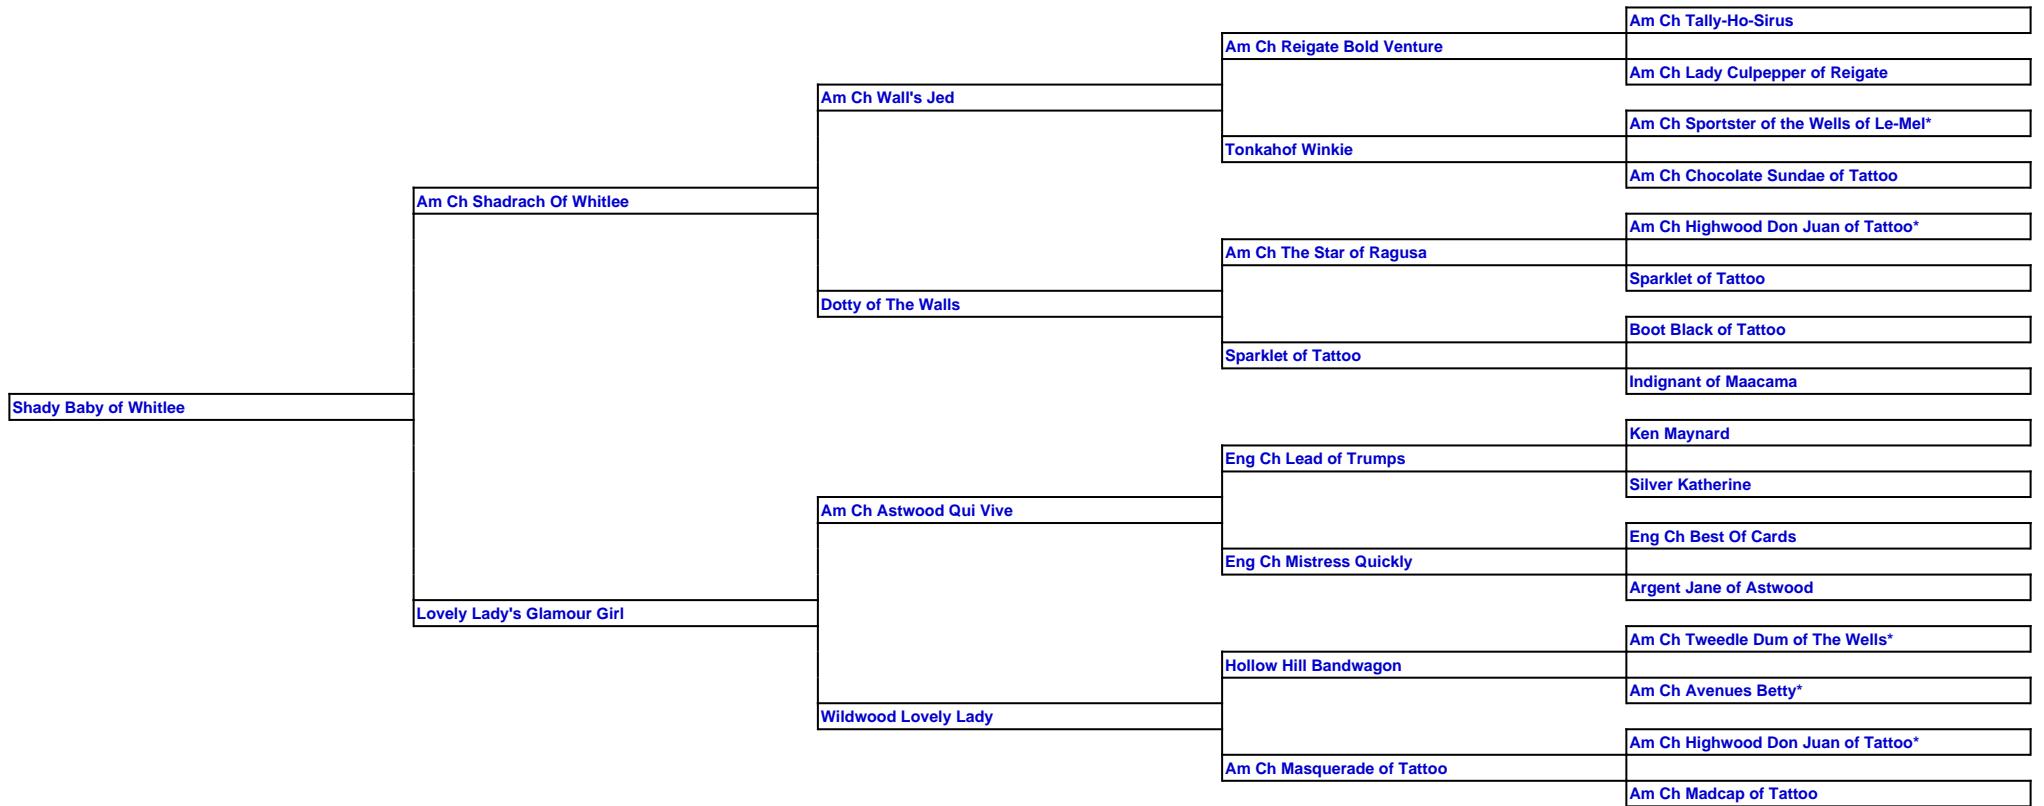 Am Ch Tally-Ho-Sirus
Am Ch Reigate Bold Venture
Am Ch Lady Culpepper of Reigate
Am Ch Wall's Jed
Am Ch Sportster of the Wells of Le-Mel*
Tonkahof Winkie
Am Ch Chocolate Sundae of Tattoo
Am Ch Shadrach Of Whitlee
Am Ch Highwood Don Juan of Tattoo*
Am Ch The Star of Ragusa
Sparklet of Tattoo
Dotty of The Walls
Boot Black of Tattoo
Sparklet of Tattoo
Indignant of Maacama
Shady Baby of Whitlee
Ken Maynard
Eng Ch Lead of Trumps
Silver Katherine
Am Ch Astwood Qui Vive
Eng Ch Best Of Cards
Eng Ch Mistress Quickly
Argent Jane of Astwood
Lovely Lady's Glamour Girl
Am Ch Tweedle Dum of The Wells*
Hollow Hill Bandwagon
Am Ch Avenues Betty*
Wildwood Lovely Lady
Am Ch Highwood Don Juan of Tattoo*
Am Ch Masquerade of Tattoo
Am Ch Madcap of Tattoo